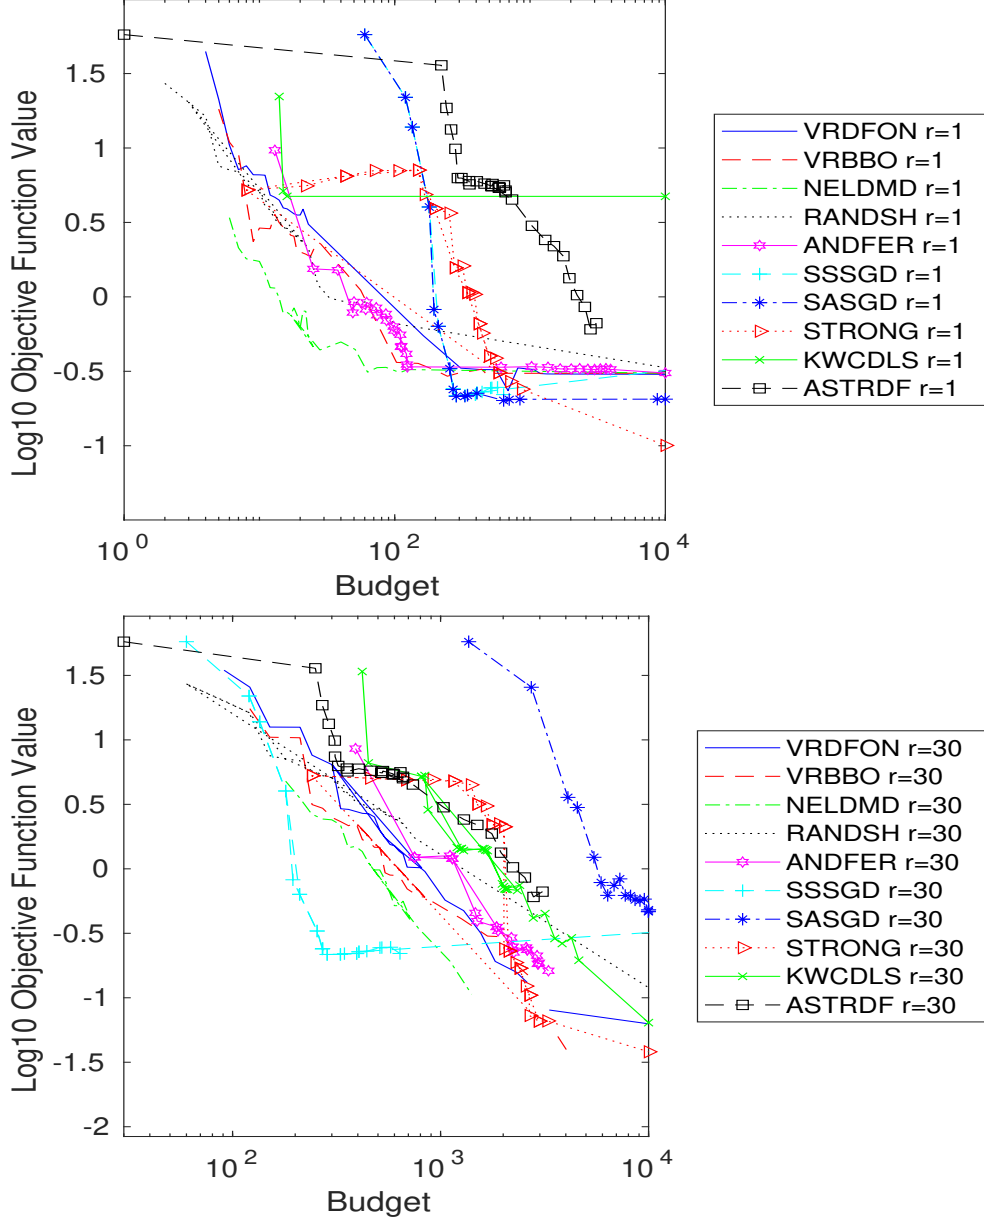 Log10 Objective Function Value
1.5
1
0.5
0
-0.5
-1
10^0
10^2
10^4
Budget
VRDFON r=1
VRBBO r=1
NELDMD r=1
RANDSH r=1
ANDFER r=1
SSSGD r=1
SASGD r=1
STRONG r=1
KWCDLS r=1
ASTRDF r=1
Log10 Objective Function Value
1.5
1
0.5
0
-0.5
-1
-1.5
-2
10^2
10^3
10^4
Budget
VRDFON r=30
VRBBO r=30
NELDMD r=30
RANDSH r=30
ANDFER r=30
SSSGD r=30
SASGD r=30
STRONG r=30
KWCDLS r=30
ASTRDF r=30